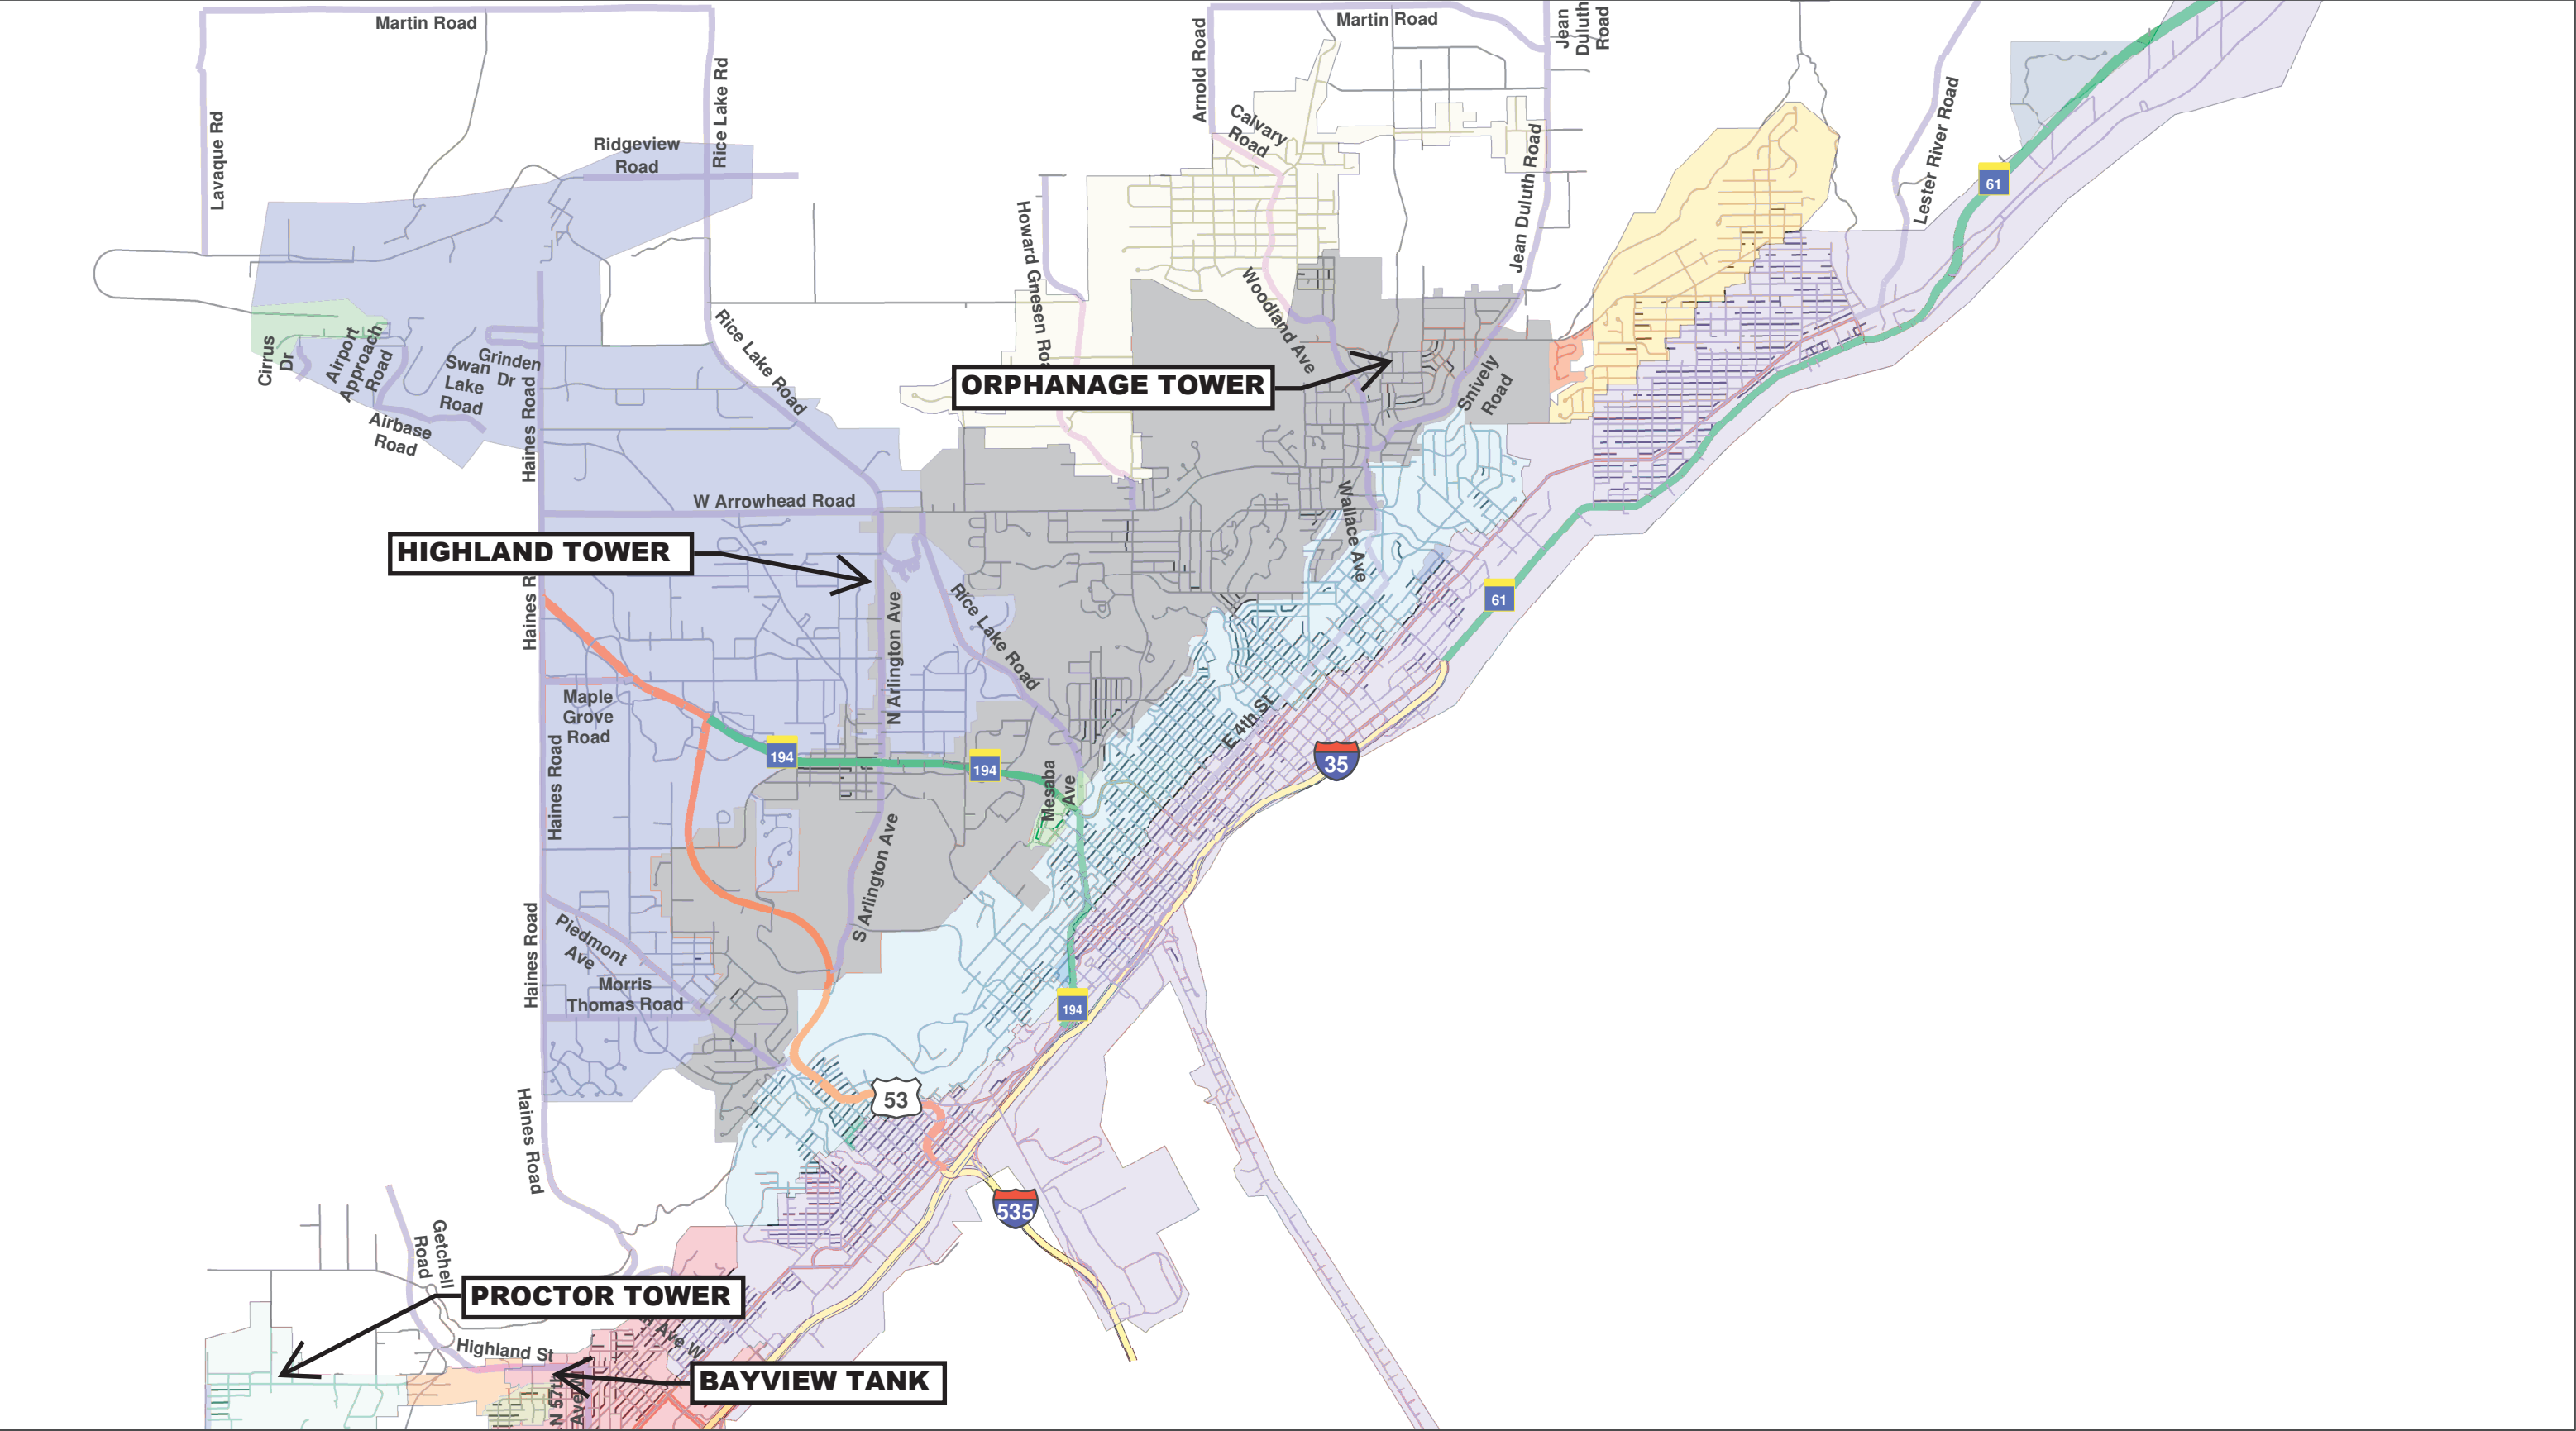 Martin Road
Martin Road
Jean
Duluth
Road
Arnold Road
Rice Lake Rd
Lavaque Rd
Calvary
Road
Ridgeview
Road
Lester River Road
61
Jean Duluth Road
Howard Gnesen Ro
Woodland Ave
Rice Lake Road
Cirrus
Dr
Airport
Approach
Road
Grinden
Dr
Swan
Lake
Road
Airbase
Road
Haines Road
ORPHANAGE TOWER
Snively
Road
W Arrowhead Road
Wallace Ave
HIGHLAND TOWER
Haines R
N Arlington Ave
Rice Lake Road
61
Maple
Grove
Road
E 4th St
194
194
35
Mesaba
Ave
Haines Road
S Arlington Ave
Haines Road
Piedmont
Ave
Morris
Thomas Road
194
53
Haines Road
535
Getchell
Road
PROCTOR TOWER
Ave W
Highland St
BAYVIEW TANK
N 57th
Ave W